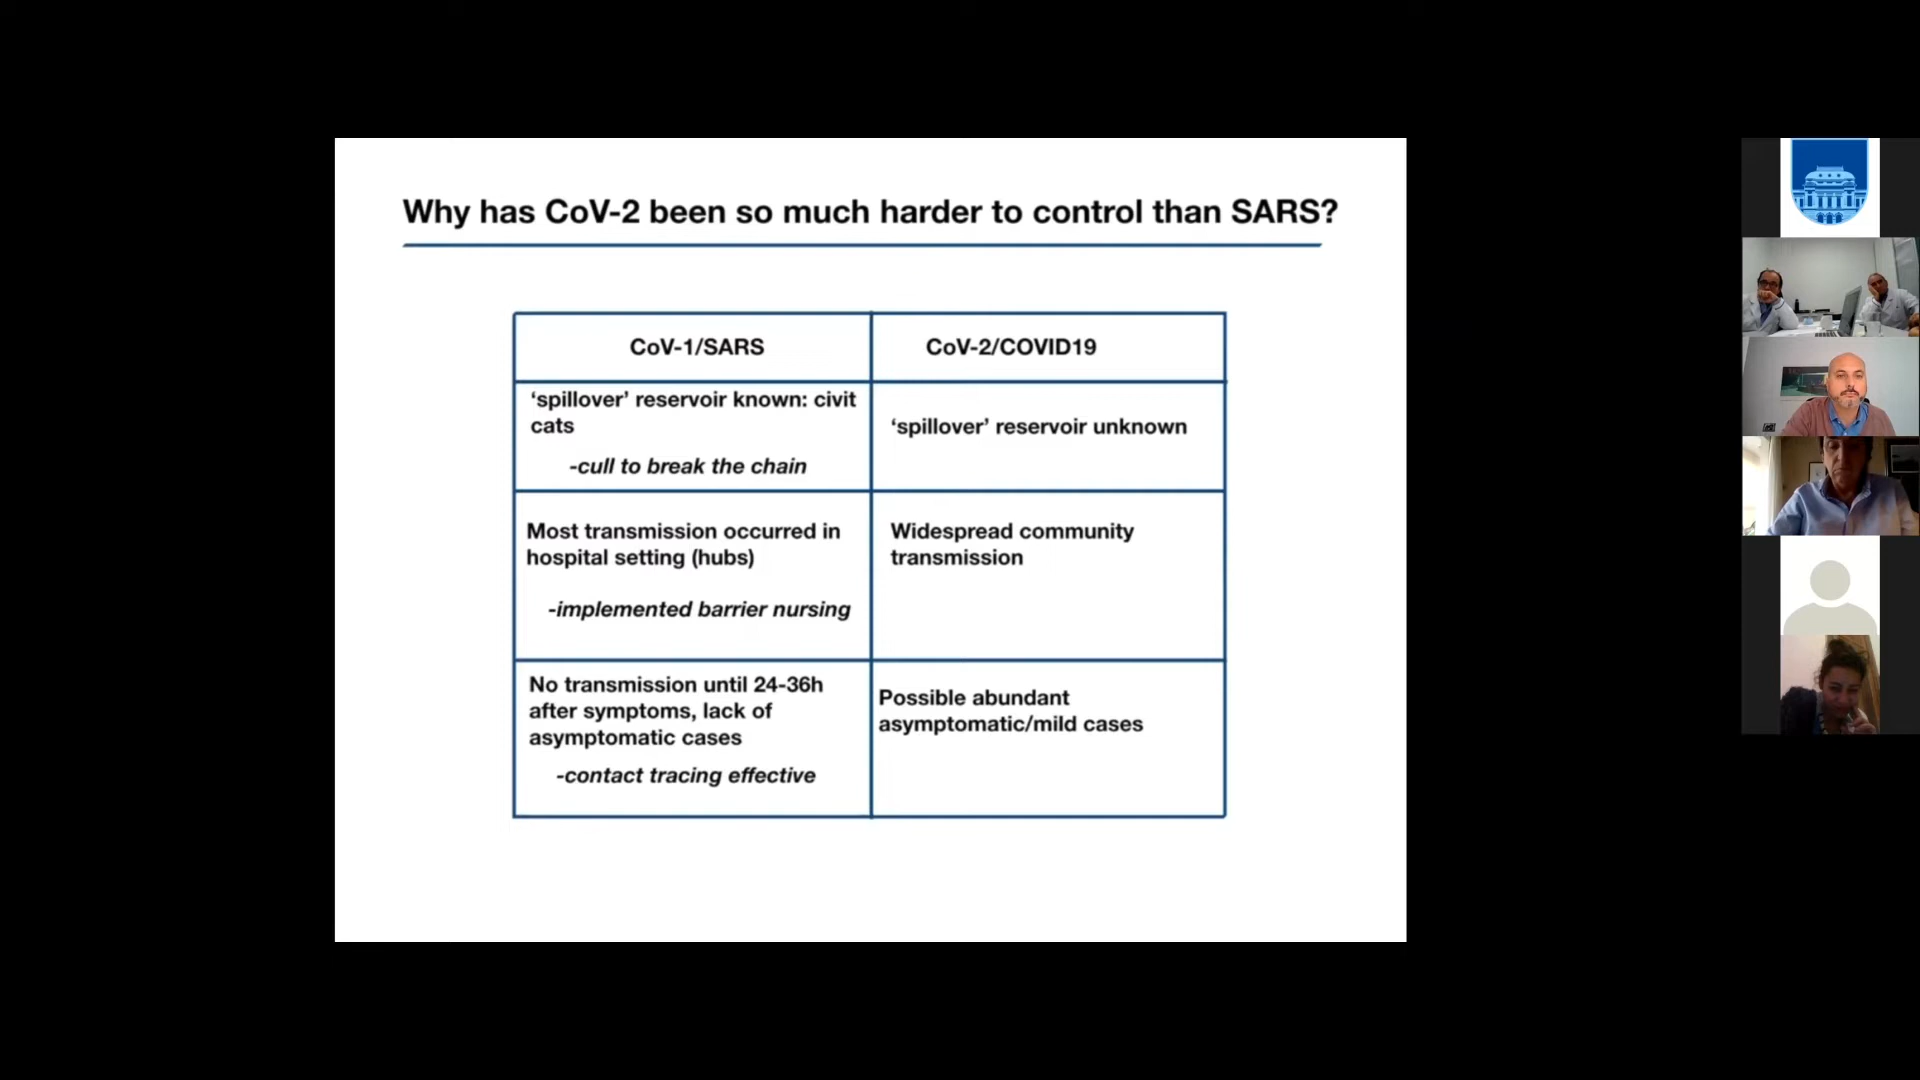 Why has CoV-2 been so much harder to control than SARS?
CoV-1/SARS
CoV-2/COVID19
‘spillover’ reservoir known: civit
cats
-cull to break the chain
‘spillover’ reservoir unknown
Most transmission occurred in
hospital setting (hubs)
-implemented barrier nursing
Widespread community
transmission
No transmission until 24-36h
after symptoms, lack of
asymptomatic cases
-contact tracing effective
Possible abundant
asymptomatic/mild cases